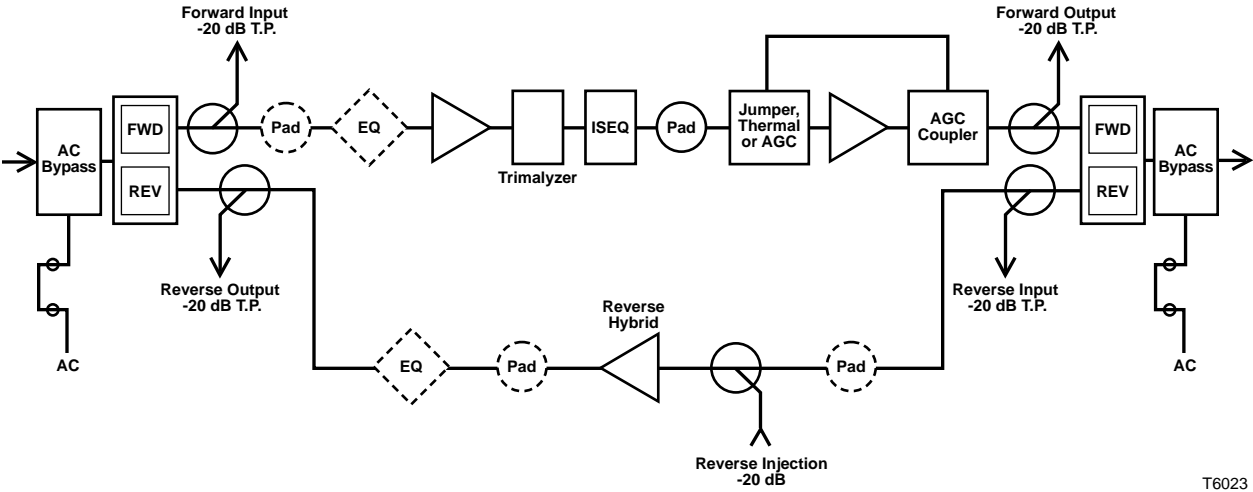 Forward Input
-20 dB T.P.
Forward Output
-20 dB T.P.
AC
Bypass
FWD
REV
Pad
EQ
Trimalyzer
ISEQ
Pad
Jumper,
Thermal
or AGC
AGC
Coupler
FWD
REV
AC
Bypass
Reverse Output
-20 dB T.P.
Reverse Input
-20 dB T.P.
AC
EQ
Pad
Reverse
Hybrid
Pad
AC
Reverse Injection
-20 dB
T6023